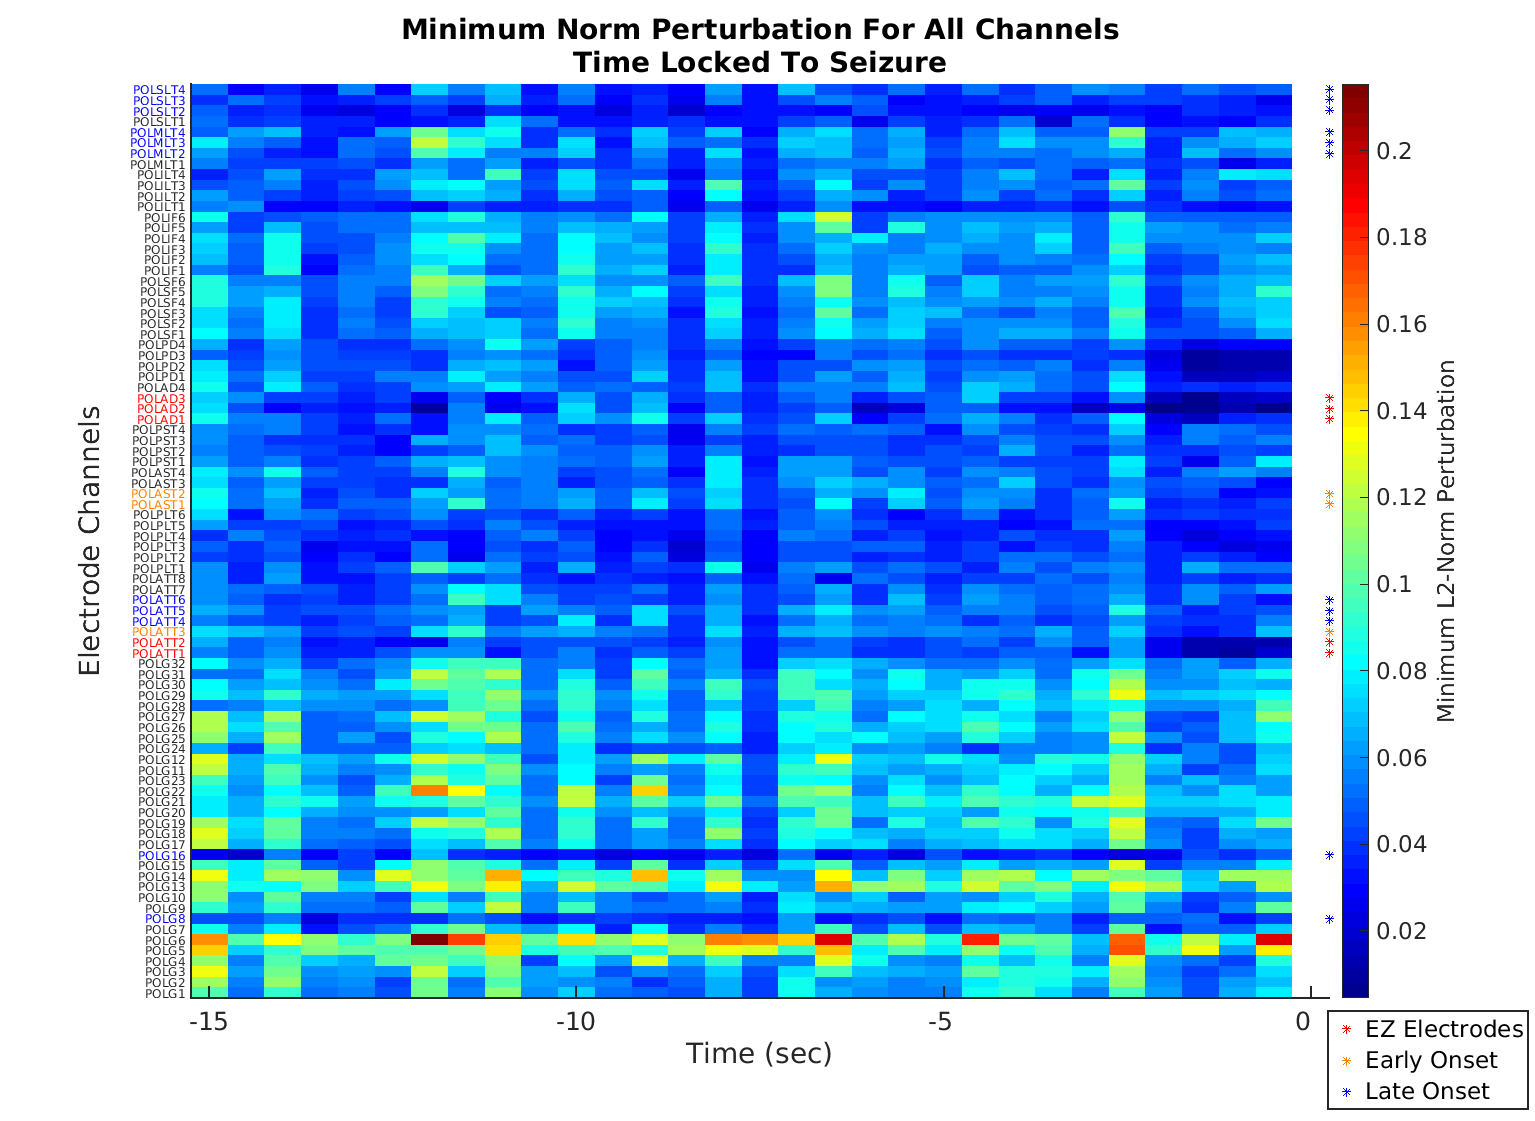 Minimum Norm Perturbation For All Channels
Time Locked To Seizure
Electrode Channels
POLSLT4
POLSLT3
POLSLT2
POLSLT1
POLMLT4
POLMLT3
POLMLT2
POLMLT1
POLILT4
POLILT3
POLILT2
POLILT1
POLIF6
POLIF5
POLIF4
POLIF3
POLIF2
POLIF1
POLSF6
POLSF5
POLSF4
POLSF3
POLSF2
POLSF1
POLPD4
POLPD3
POLPD2
POLPD1
POLAD4
POLAD3
POLAD2
POLAD1
POLPST4
POLPST3
POLPST2
POLPST1
POLAST4
POLAST3
POLAST2
POLAST1
POLPLT6
POLPLT5
POLPLT4
POLPLT3
POLPLT2
POLPLT1
POLATT8
POLATT7
POLATT6
POLATT5
POLATT4
POLATT3
POLATT2
POLATT1
POLG32
POLG31
POLG30
POLG29
POLG28
POLG27
POLG26
POLG25
POLG24
POLG12
POLG11
POLG23
POLG22
POLG21
POLG20
POLG19
POLG18
POLG17
POLG16
POLG15
POLG14
POLG13
POLG10
POLG9
POLG8
POLG7
POLG6
POLG5
POLG4
POLG3
POLG2
POLG1
-15
-10
-5
0
Time (sec)
0.2
0.18
0.16
0.14
0.12
0.1
0.08
0.06
0.04
0.02
Minimum L2-Norm Perturbation
EZ Electrodes
Early Onset
Late Onset